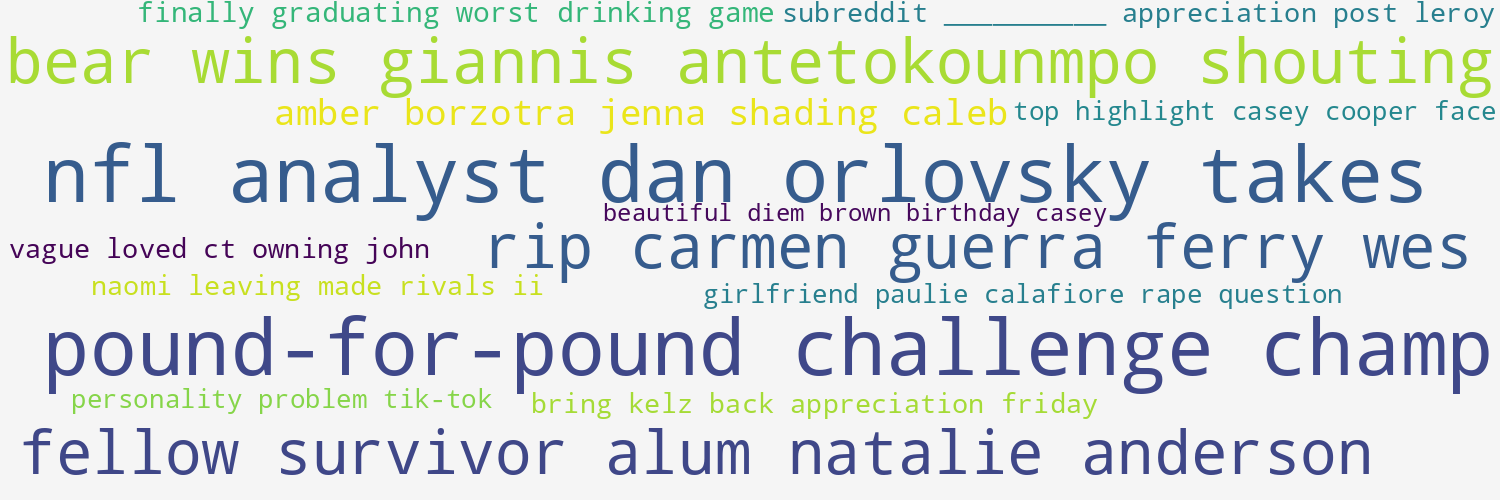 finally graduating worst drinking game
subreddit __________ appreciation post leroy
bear wins giannis antetokounmpo shouting
amber borzotra jenna shading caleb
top highlight casey cooper face
nfl analyst dan orlovsky takes
beautiful diem brown birthday casey
vague loved ct owning john
rip carmen guerra ferry wes
naomi leaving made rivals ii
girlfriend paulie calafiore rape question
pound-for-pound challenge champ
personality problem tik-tok
bring kelz back appreciation friday
fellow survivor alum natalie anderson